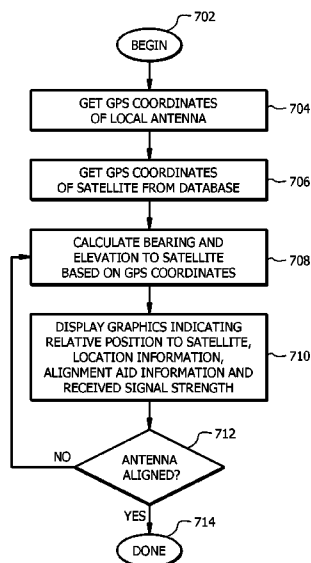 702
BEGIN
GET GPS COORDINATES
OF LOCAL ANTENNA
704
GET GPS COORDINATES
OF SATELLITE FROM DATABASE
706
CALCULATE BEARING AND
ELEVATION TO SATELLITE
BASED ON GPS COORDINATES
708
DISPLAY GRAPHICS INDICATING
RELATIVE POSITION TO SATELLITE,
LOCATION INFORMATION,
ALIGNMENT AID INFORMATION AND
RECEIVED SIGNAL STRENGTH
710
712
NO
ANTENNA
ALIGNED?
YES
714
DONE